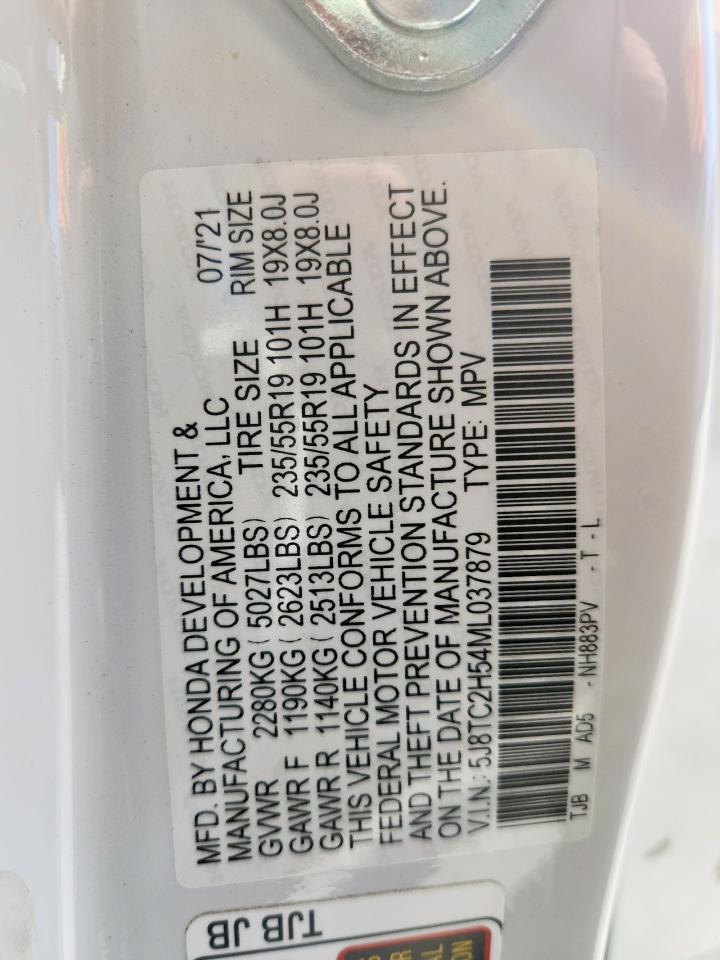 MFD. BY HONDA DEVELOPMENT &
MANUFACTURING OF AMERICA, LLC 07/'21
GVWR 2280KG ( 5027LBS) TIRE SIZE RIM SIZE
GAWR F 1190KG ( 2623LBS) 235/55R19 101H 19X8.0J
GAWR R 1140KG ( 2513LBS) 235/55R19 101H 19X8.0J
THIS VEHICLE CONFORMS TO ALL APPLICABLE
FEDERAL MOTOR VEHICLE SAFETY
AND THEFT PREVENTION STANDARDS IN EFFECT
ON THE DATE OF MANUFACTURE SHOWN ABOVE.
V.I.N.: 5J8TC2H54ML037879 TYPE: MPV
TJB M AD5 -NH883PV -T-L
TJB JB